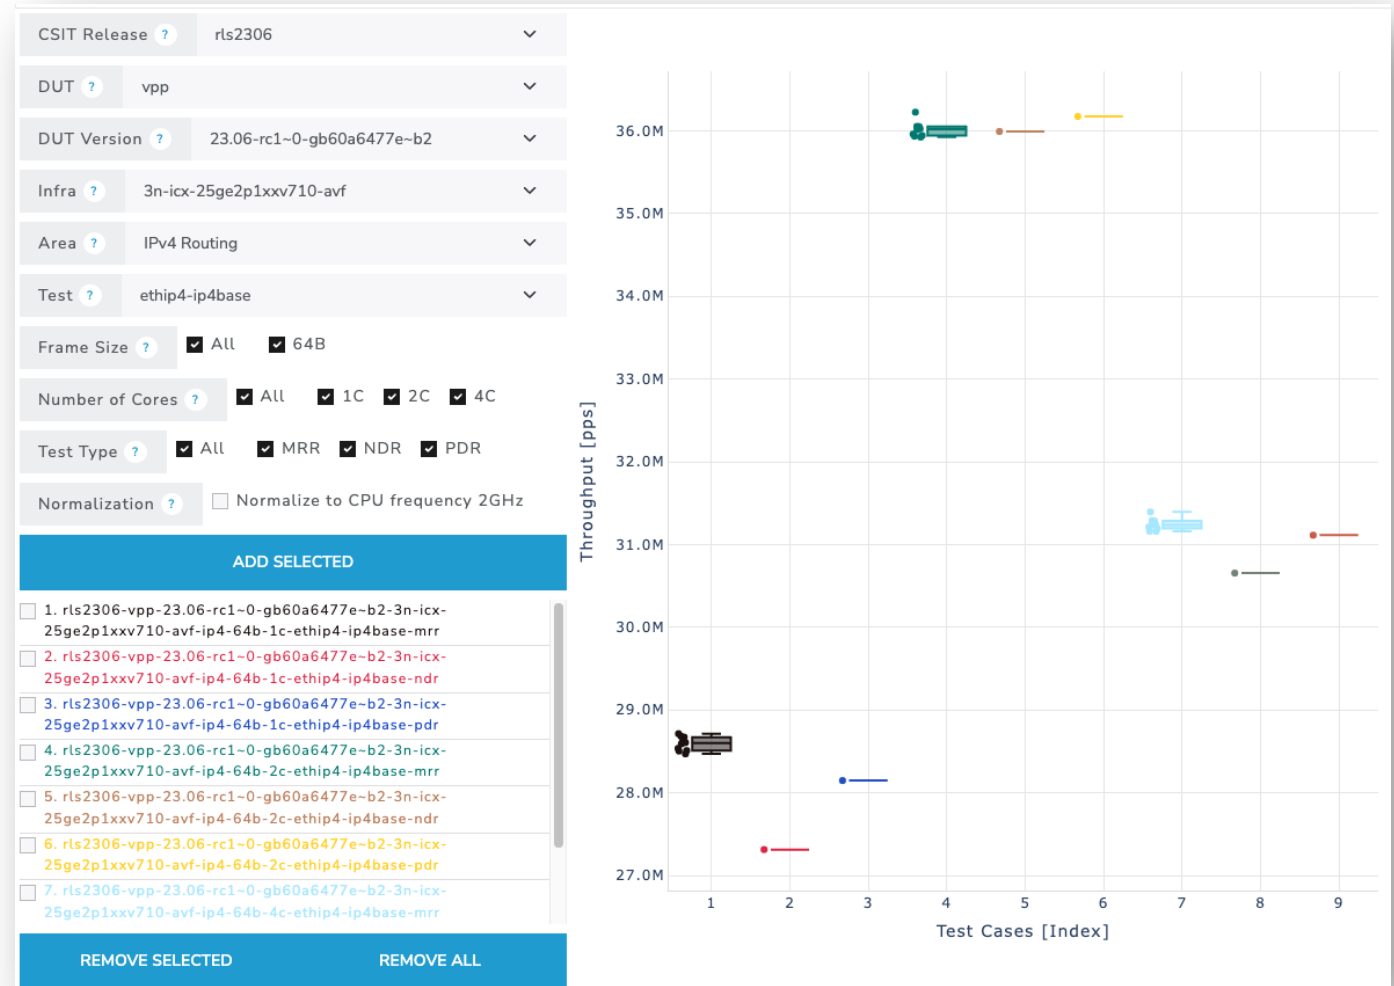 CSIT Release ? rls2306
DUT ? vpp
DUT Version ? 23.06-rc1~0-gb60a6477e~b2
Infra ? 3n-icx-25ge2p1xxv710-avf
Area ? IPv4 Routing
Test ? ethip4-ip4base
Frame Size ? All 64B
Number of Cores ? All 1C 2C 4C
Test Type ? All MRR NDR PDR
Normalization ? Normalize to CPU frequency 2GHz
ADD SELECTED
1. rls2306-vpp-23.06-rc1~0-gb60a6477e~b2-3n-icx-
25ge2p1xxv710-avf-ip4-64b-1c-ethip4-ip4base-mrr
2. rls2306-vpp-23.06-rc1~0-gb60a6477e~b2-3n-icx-
25ge2p1xxv710-avf-ip4-64b-1c-ethip4-ip4base-ndr
3. rls2306-vpp-23.06-rc1~0-gb60a6477e~b2-3n-icx-
25ge2p1xxv710-avf-ip4-64b-1c-ethip4-ip4base-pdr
4. rls2306-vpp-23.06-rc1~0-gb60a6477e~b2-3n-icx-
25ge2p1xxv710-avf-ip4-64b-2c-ethip4-ip4base-mrr
5. rls2306-vpp-23.06-rc1~0-gb60a6477e~b2-3n-icx-
25ge2p1xxv710-avf-ip4-64b-2c-ethip4-ip4base-ndr
6. rls2306-vpp-23.06-rc1~0-gb60a6477e~b2-3n-icx-
25ge2p1xxv710-avf-ip4-64b-2c-ethip4-ip4base-pdr
7. rls2306-vpp-23.06-rc1~0-gb60a6477e~b2-3n-icx-
25ge2p1xxv710-avf-ip4-64b-4c-ethip4-ip4base-mrr
REMOVE SELECTED REMOVE ALL
Throughput [pps]
36.0M
35.0M
34.0M
33.0M
32.0M
31.0M
30.0M
29.0M
28.0M
27.0M
1 2 3 4 5 6 7 8 9
Test Cases [Index]